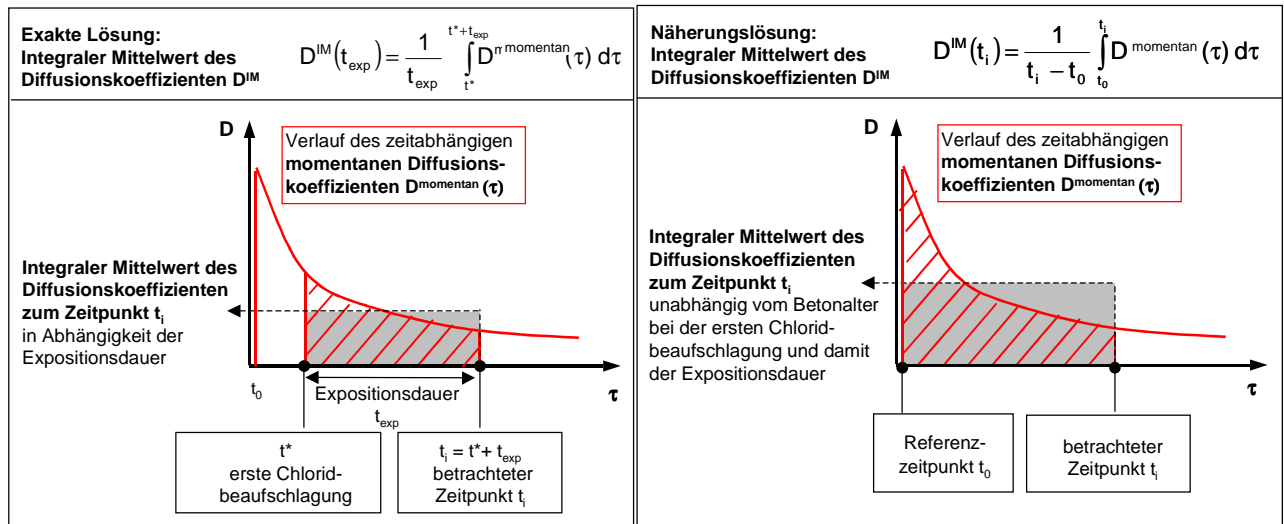 Exakte Lösung:
Integraler Mittelwert des
Diffusionskoeffizienten D^IM
D^IM(t_exp) = 1/t_exp ∫_{t*}^{t*+t_exp} D^momentan(τ) dτ
D
Verlauf des zeitabhängigen
momentanen Diffusions-
koeffizienten D^momentan (τ)
Integraler Mittelwert des
Diffusionskoeffizienten
zum Zeitpunkt t_i
in Abhängigkeit der
Expositionsdauer
t_0
Expositionsdauer
t_exp
τ
t*
erste Chlorid-
beaufschlagung
t_i = t*+ t_exp
betrachteter
Zeitpunkt t_i
Näherungslösung:
Integraler Mittelwert des
Diffusionskoeffizienten D^IM
D^IM(t_i) = 1/(t_i - t_0) ∫_{t_0}^{t_i} D^momentan (τ) dτ
D
Verlauf des zeitabhängigen
momentanen Diffusions-
koeffizienten D^momentan (τ)
Integraler Mittelwert des
Diffusionskoeffizienten
zum Zeitpunkt t_i
unabhängig vom Betonalter
bei der ersten Chlorid-
beaufschlagung und damit
der Expositionsdauer
τ
Referenz-
zeitpunkt t_0
betrachteter
Zeitpunkt t_i